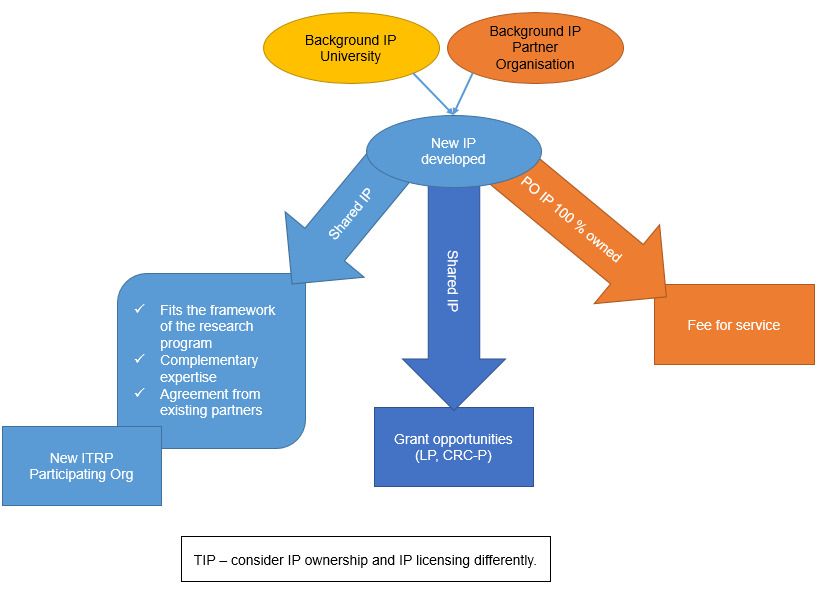 Background IP
University
Background IP
Partner
Organisation
New IP
developed
Shared IP
Shared IP
PO IP 100 % owned
✓ Fits the framework
of the research
program
✓ Complementary
expertise
✓ Agreement from
existing partners
New ITRP
Participating Org
Grant opportunities
(LP, CRC-P)
Fee for service
TIP – consider IP ownership and IP licensing differently.